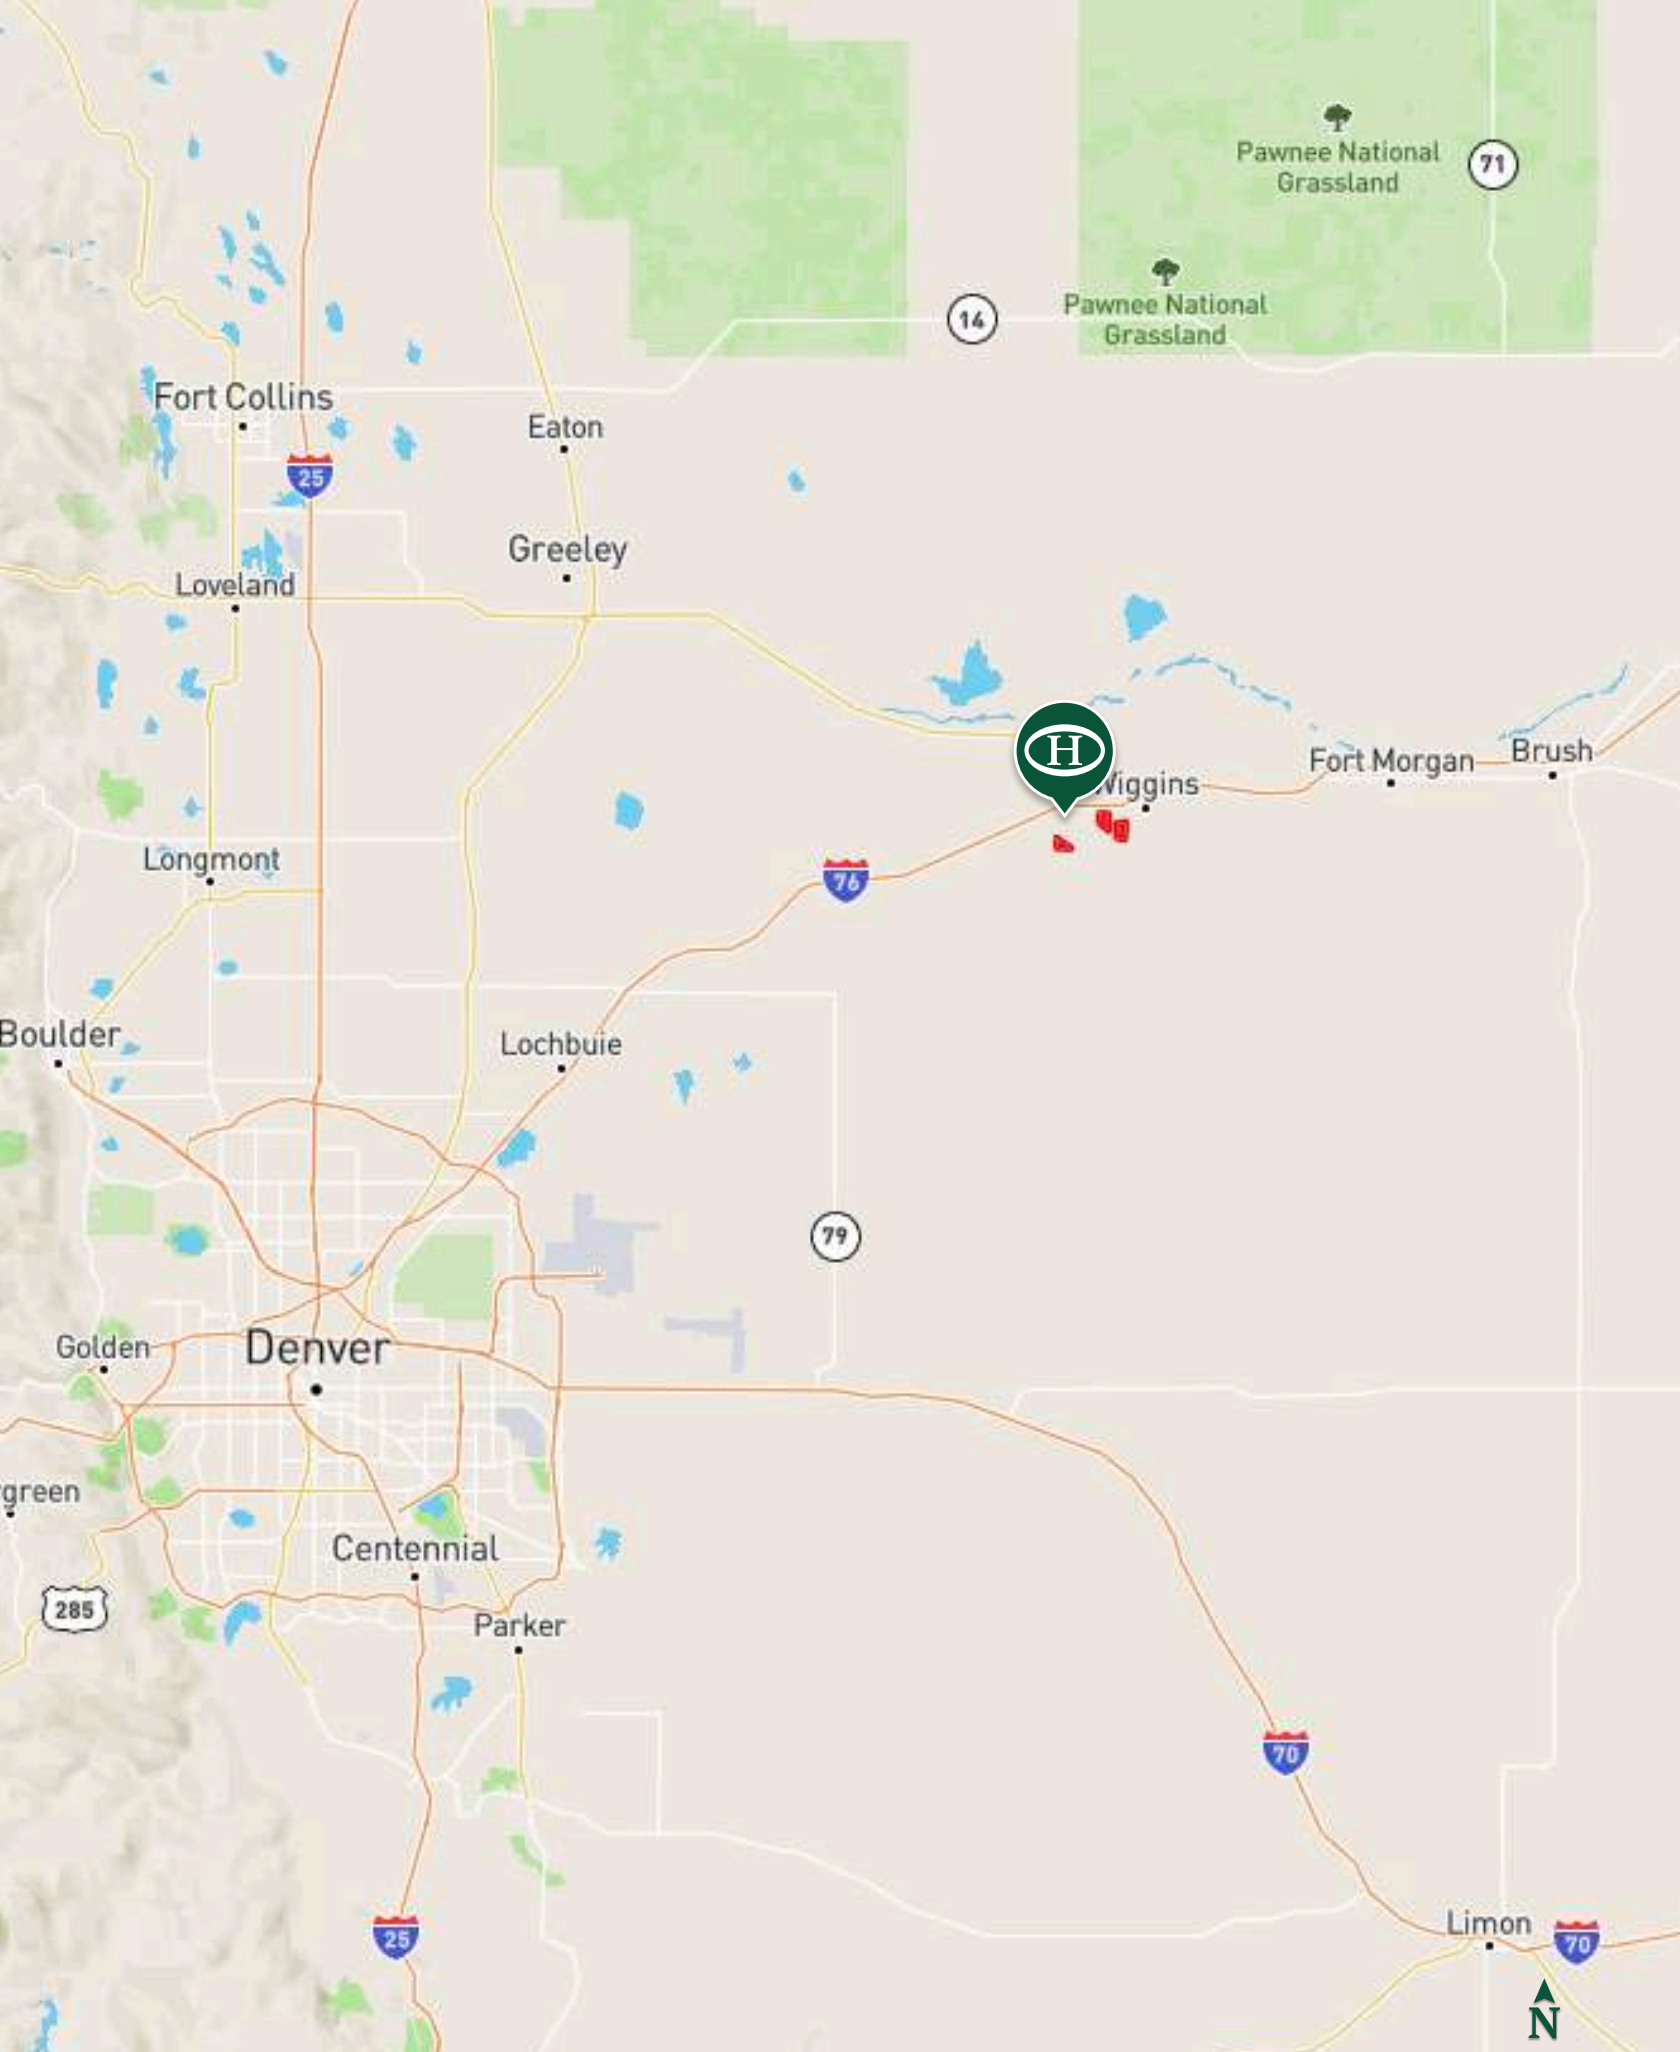 Pawnee National
Grassland
71
Pawnee National
Grassland
14
Fort Collins
Eaton
25
Greeley
Loveland
H
Fort Morgan
Brush
Wiggins
Longmont
76
Boulder
Lochbuie
79
Golden
Denver
green
Centennial
285
Parker
70
Limon
25
70
N